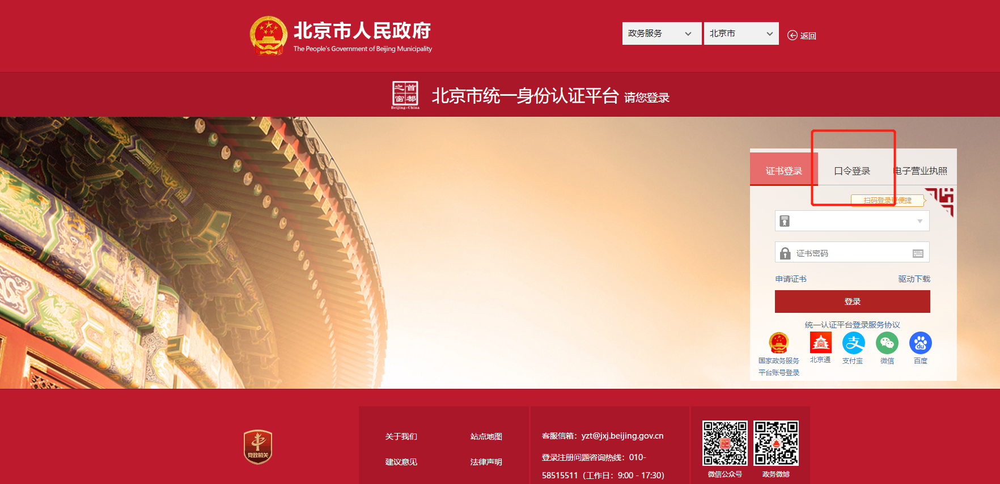 北京市人民政府
The People's Government of Beijing Municipality
政务服务
北京市
返回
首都之窗
Beijing-China
北京市统一身份认证平台 请您登录
证书登录
口令登录
电子营业执照
扫码登录更便捷
证书密码
申请证书
驱动下载
登录
统一认证平台登录服务协议
国家政务服务
平台账号登录
北京通
支付宝
微信
百度
党政机关
关于我们
站点地图
建议意见
法律声明
客服信箱：yzt@jxj.beijing.gov.cn
登录注册问题咨询热线：010-
58515511（工作日：9:00 - 17:30）
微信公众号
政务微博